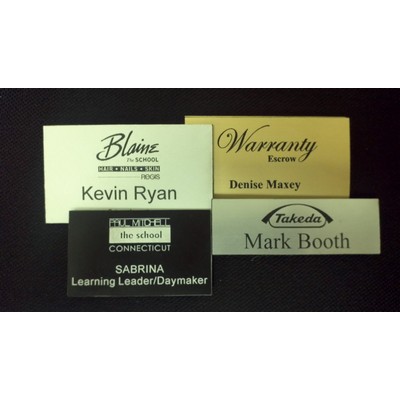 Blaine
The SCHOOL
HAIR • NAILS • SKIN
REGIS
Kevin Ryan
Warranty
Escrow
Denise Maxey
PAUL MITCHELL
the school
CONNECTICUT
SABRINA
Learning Leader/Daymaker
Takeda
Mark Booth